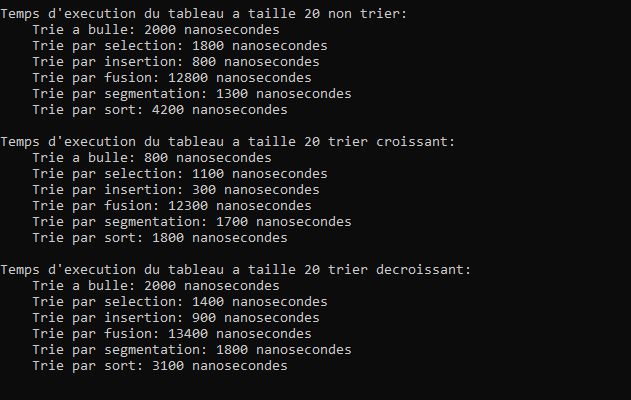 Temps d'execution du tableau a taille 20 non trier:
Trie a bulle: 2000 nanosecondes
Trie par selection: 1800 nanosecondes
Trie par insertion: 800 nanosecondes
Trie par fusion: 12800 nanosecondes
Trie par segmentation: 1300 nanosecondes
Trie par sort: 4200 nanosecondes
Temps d'execution du tableau a taille 20 trier croissant:
Trie a bulle: 800 nanosecondes
Trie par selection: 1100 nanosecondes
Trie par insertion: 300 nanosecondes
Trie par fusion: 12300 nanosecondes
Trie par segmentation: 1700 nanosecondes
Trie par sort: 1800 nanosecondes
Temps d'execution du tableau a taille 20 trier decroissant:
Trie a bulle: 2000 nanosecondes
Trie par selection: 1400 nanosecondes
Trie par insertion: 900 nanosecondes
Trie par fusion: 13400 nanosecondes
Trie par segmentation: 1800 nanosecondes
Trie par sort: 3100 nanosecondes